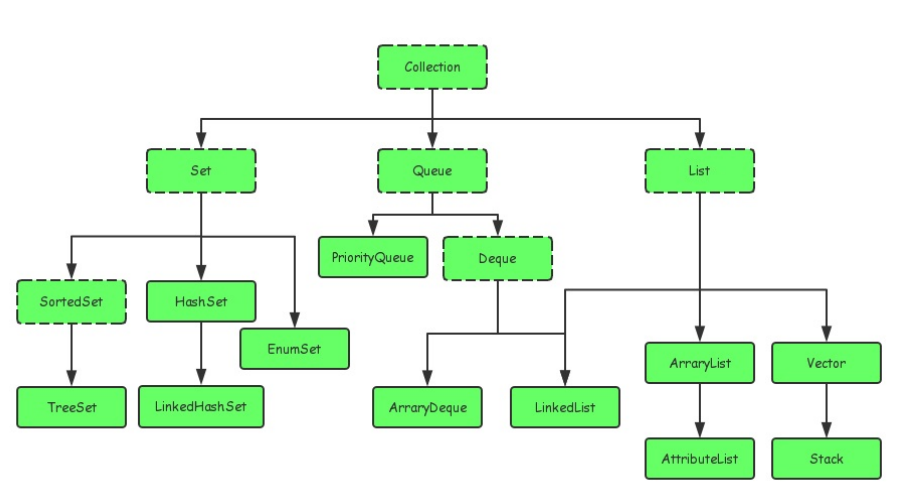 Collection
Set
Queue
List
PriorityQueue
Deque
SortedSet
HashSet
EnumSet
ArraryList
Vector
TreeSet
LinkedHashSet
ArraryDeque
LinkedList
AttributeList
Stack